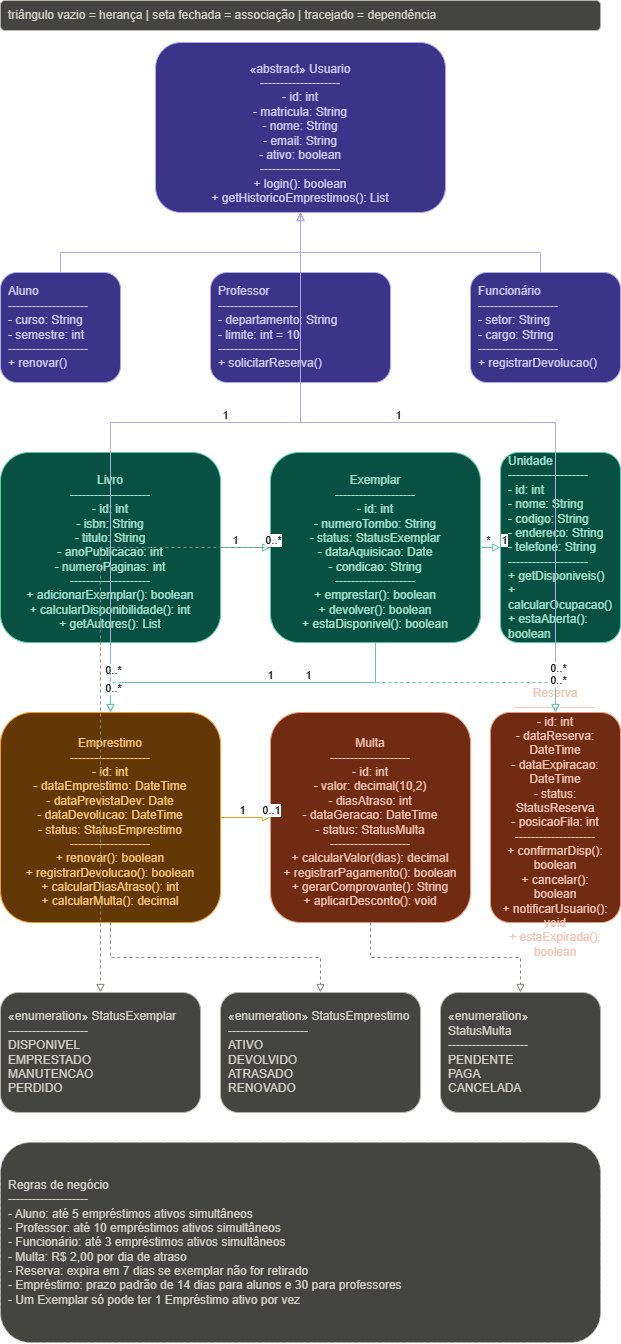 triângulo vazio = herança | seta fechada = associação | tracejado = dependência
«abstract» Usuario
--------------------
- id: int
- matricula: String
- nome: String
- email: String
- ativo: boolean
--------------------
+ login(): boolean
+ getHistoricoEmprestimos(): List
Aluno
--------------------
- curso: String
- semestre: int
--------------------
+ renovar()
Professor
--------------------
- departamento: String
- limite: int = 10
--------------------
+ solicitarReserva()
Funcionário
--------------------
- setor: String
- cargo: String
--------------------
+ registrarDevolucao()
1
1
Livro
--------------------
- id: int
- isbn: String
- titulo: String
- anoPublicacao: int
- numeroPaginas: int
--------------------
+ adicionarExemplar(): boolean
+ calcularDisponibilidade(): int
+ getAutores(): List
1
0..*
Exemplar
--------------------
- id: int
- numeroTombo: String
- status: StatusExemplar
- dataAquisicao: Date
- condicao: String
--------------------
+ emprestar(): boolean
+ devolver(): boolean
+ estaDisponivel(): boolean
*
1
Unidade
--------------------
- id: int
- nome: String
- codigo: String
- endereco: String
- telefone: String
--------------------
+ getDisponiveis()
+
calcularOcupacao()
+ estaAberta():
boolean
0..*
0..*
1
1
0..*
0..*
Emprestimo
--------------------
- id: int
- dataEmprestimo: DateTime
- dataPrevistaDev: Date
- dataDevolucao: DateTime
- status: StatusEmprestimo
--------------------
+ renovar(): boolean
+ registrarDevolucao(): boolean
+ calcularDiasAtraso(): int
+ calcularMulta(): decimal
1
0..1
Multa
--------------------
- id: int
- valor: decimal(10,2)
- diasAtraso: int
- dataGeracao: DateTime
- status: StatusMulta
--------------------
+ calcularValor(dias): decimal
+ registrarPagamento(): boolean
+ gerarComprovante(): String
+ aplicarDesconto(): void
Reserva
--------------------
- id: int
- dataReserva:
DateTime
- dataExpiracao:
DateTime
- status:
StatusReserva
- posicaoFila: int
--------------------
+ confirmarDisp():
boolean
+ cancelar():
boolean
+ notificarUsuario():
void
+ estaExpirada():
boolean
«enumeration» StatusExemplar
--------------------
DISPONIVEL
EMPRESTADO
MANUTENCAO
PERDIDO
«enumeration» StatusEmprestimo
--------------------
ATIVO
DEVOLVIDO
ATRASADO
RENOVADO
«enumeration»
StatusMulta
--------------------
PENDENTE
PAGA
CANCELADA
Regras de negócio
--------------------
- Aluno: até 5 empréstimos ativos simultâneos
- Professor: até 10 empréstimos ativos simultâneos
- Funcionário: até 3 empréstimos ativos simultâneos
- Multa: R$ 2,00 por dia de atraso
- Reserva: expira em 7 dias se exemplar não for retirado
- Empréstimo: prazo padrão de 14 dias para alunos e 30 para professores
- Um Exemplar só pode ter 1 Empréstimo ativo por vez